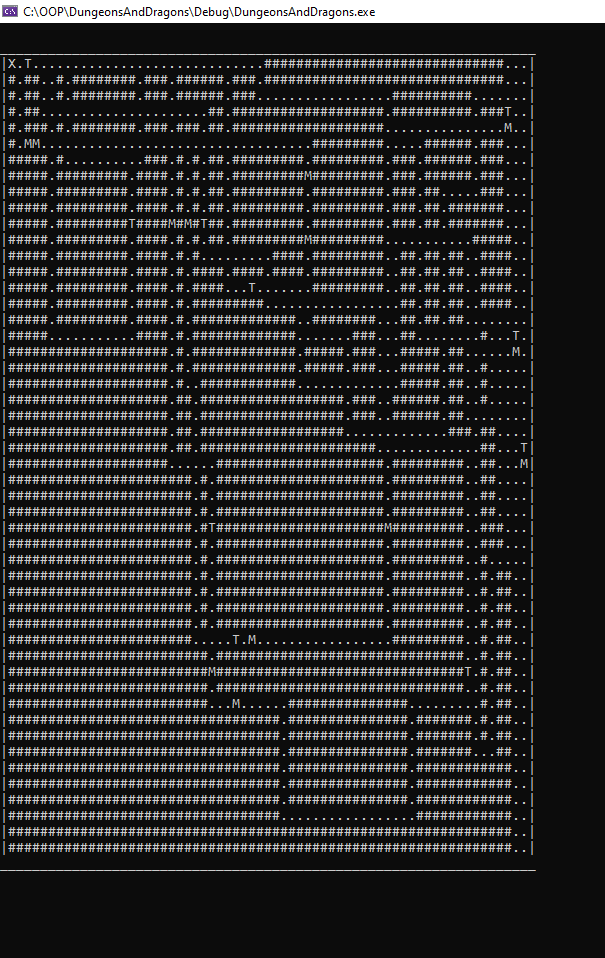 C:\OOP\DungeonsAndDragons\Debug\DungeonsAndDragons.exe
|X.T.............................##############################...|
|#.##..#.########.###.######.###.##############################...|
|#.##..#.########.###.######.###.................##########.......|
|#.##.....................##.###################.##########.###T..|
|#.###.#.########.###.###.##.###################...............M..|
|#.MM..................................#########.....######.###...|
|#####.#..........###.#.#.##.#########.#########.###.######.###...|
|#####.#########.####.#.#.##.#########M#########.###.######.###...|
|#####.#########.####.#.#.##.#########.#########.###.##.....###...|
|#####.#########.####.#.#.##.#########.#########.###.##.#######...|
|#####.#########T####M#M#T##.#########.#########.###.##.#######...|
|#####.#########.####.#.#.##.#########M#########...........#####..|
|#####.#########.####.#.#.........####.##########..##.##.##..####.|
|#####.#########.####.#.####.####.####.##########..##.##.##..####.|
|#####.#########.####.#.####...T.......#########...##.##.##..####.|
|#####.#########.####.#.#########.................##.##.##..####..|
|#####.#########.####.#.#############..########...##.##.##........|
|#####...........####.#.#############.......###...##........#...T.|
|####################.#.#############.#####.###...#####.##......M.|
|####################.#.#############.#####.###...#####.##..#.....|
|####################.#..############.............#####.##..#.....|
|####################.##.##################.###..######.##..#.....|
|####################.##.##################.###..######.##........|
|####################.##.##################.............###.##....|
|####################.##.######################.............##...T|
|####################......#####################.#########..##...M|
|#######################.#.#####################.#########..##....|
|#######################.#.#####################.#########..##....|
|#######################.#.#####################.#########..##....|
|#######################.#T#####################M#########..###...|
|#######################.#.#####################.#########..###...|
|#######################.#.#####################.#########..#.....|
|#######################.#.#####################.#########..#.##..|
|#######################.#.#####################.#########..#.##..|
|#######################.#.#####################.#########..#.##..|
|#######################.#.#####################.#########..#.##..|
|#######################.....T.M.................#########..#.##..|
|#########################.###############################..#.##..|
|#########################M###############################T.#.##..|
|#########################.###############################..#.##..|
|#########################...M......###############.........#.##..|
|##################################.###############.#######.#.##..|
|##################################.###############.#######.#.##..|
|##################################.###############.#######...##..|
|##################################.###############.############..|
|##################################.###############.############..|
|##################################.###############.############..|
|##################################.................############..|
|###############################################################..|
|###############################################################..|